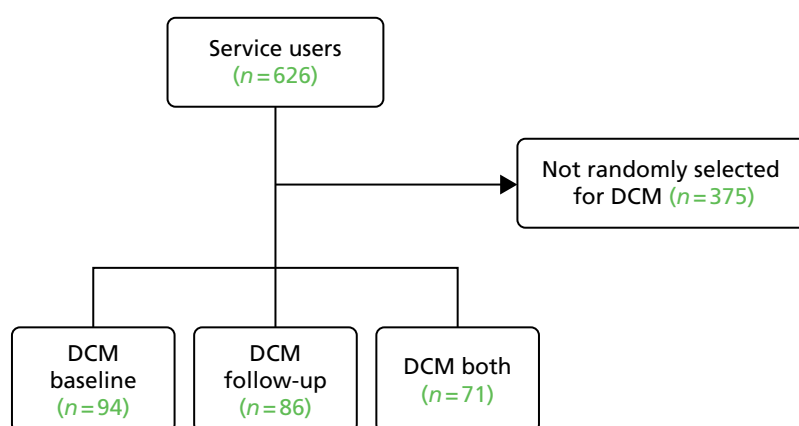 Service users
(n=626)
Not randomly selected
for DCM (n=375)
DCM
baseline
(n=94)
DCM
follow-up
(n=86)
DCM both
(n=71)